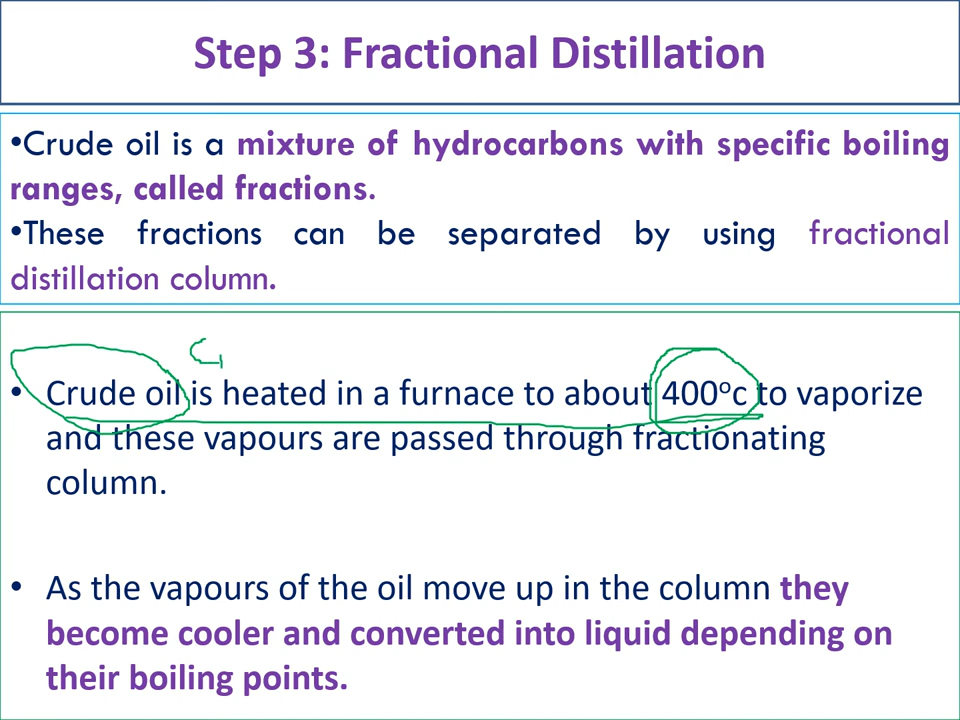 Step 3: Fractional Distillation
•Crude oil is a mixture of hydrocarbons with specific boiling
ranges, called fractions.
•These fractions can be separated by using fractional
distillation column.
C1
• Crude oil is heated in a furnace to about 400ºc to vaporize
and these vapours are passed through fractionating
column.
• As the vapours of the oil move up in the column they
become cooler and converted into liquid depending on
their boiling points.